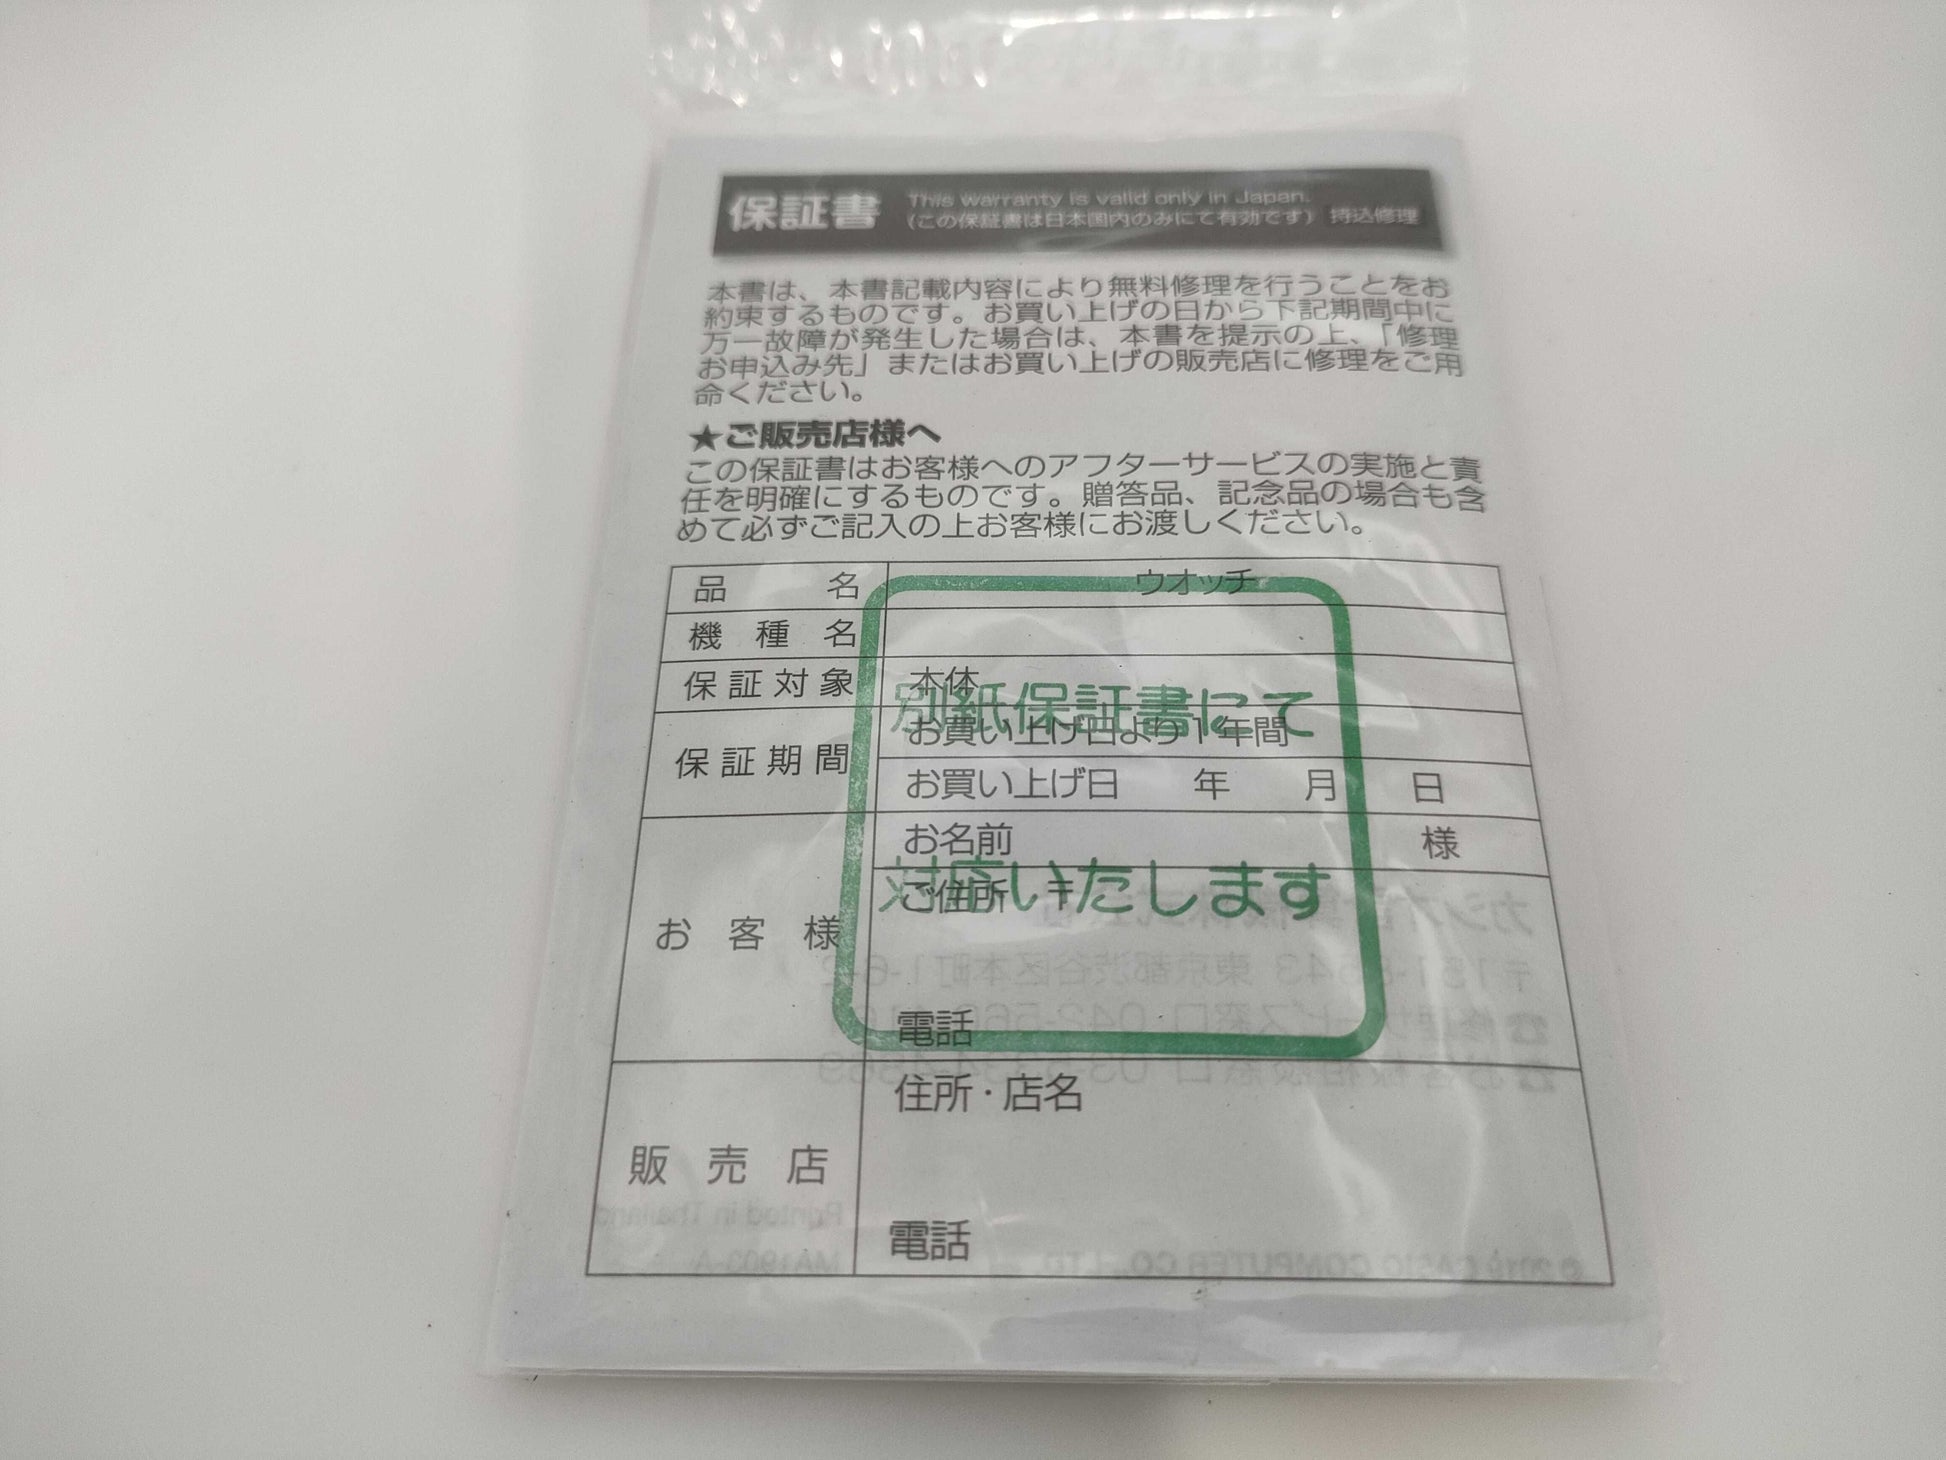 保証書
This warranty is valid only in Japan.
(この保証書は日本国内のみにて有効です) 持込修理
本書は、本書記載内容により無料修理を行うことをお
約束するものです。お買い上げの日から下記期間中に
万一故障が発生した場合は、本書を提示の上、「修理
お申込み先」またはお買い上げの販売店に修理をご用
命ください。
★ご販売店様へ
この保証書はお客様へのアフターサービスの実施と責
任を明確にするものです。贈答品、記念品の場合も含
めて必ずご記入の上お客様にお渡しください。
品名 ウオッチ
機種名
保証対象 本体
別紙保証書にて
保証期間 お買い上げ日より1年間
お買い上げ日 年 月 日
お名前 様
対応いたします
ご住所 〒
お客様
電話
住所・店名
販売店
電話